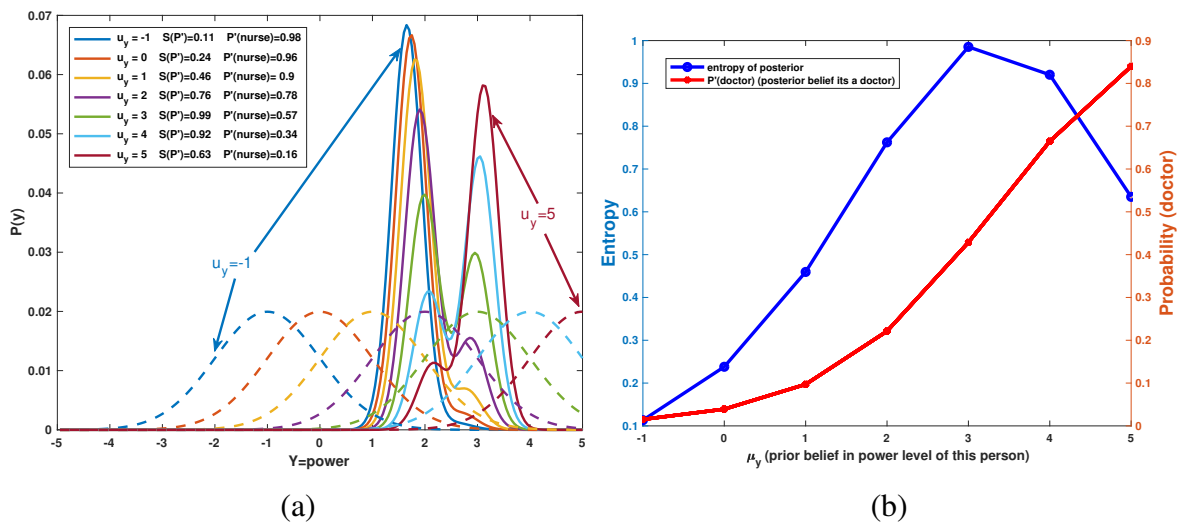 0.07
0.06
0.05
0.04
0.03
0.02
0.01
0
P(y)
u_y = -1 S(P')=0.11 P'(nurse)=0.98
u_y = 0 S(P')=0.24 P'(nurse)=0.96
u_y = 1 S(P')=0.46 P'(nurse)=0.9
u_y = 2 S(P')=0.76 P'(nurse)=0.78
u_y = 3 S(P')=0.99 P'(nurse)=0.57
u_y = 4 S(P')=0.92 P'(nurse)=0.34
u_y = 5 S(P')=0.63 P'(nurse)=0.16
u_y=-1
u_y=5
-5 -4 -3 -2 -1 0 1 2 3 4 5
Y=power
(a)
1
0.9
0.8
0.7
0.6
0.5
0.4
0.3
0.2
0.1
Entropy
entropy of posterior
P'(doctor) (posterior belief its a doctor)
0.9
0.8
0.7
0.6
0.5
0.4
0.3
0.2
0.1
0
Probability (doctor)
-1 0 1 2 3 4 5
μ_y (prior belief in power level of this person)
(b)